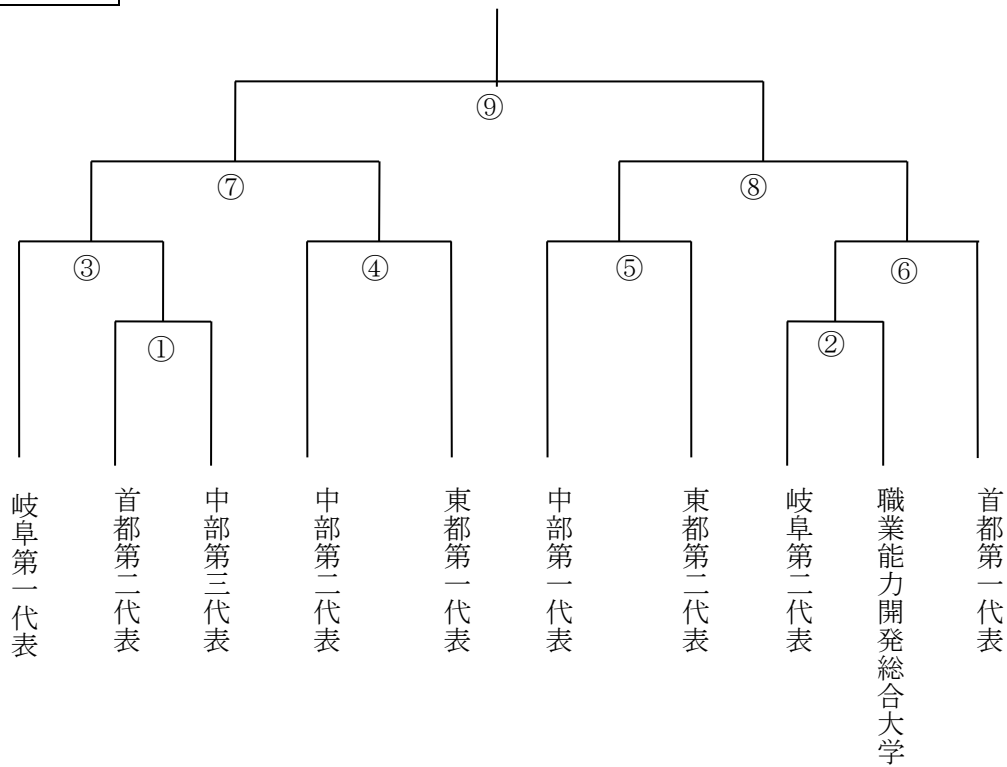 ⑨
⑦
⑧
③
④
⑤
⑥
①
②
岐阜第一代表
首都第二代表
中部第三代表
中部第二代表
東都第一代表
中部第一代表
東都第二代表
岐阜第二代表
職業能力開発総合大学
首都第一代表